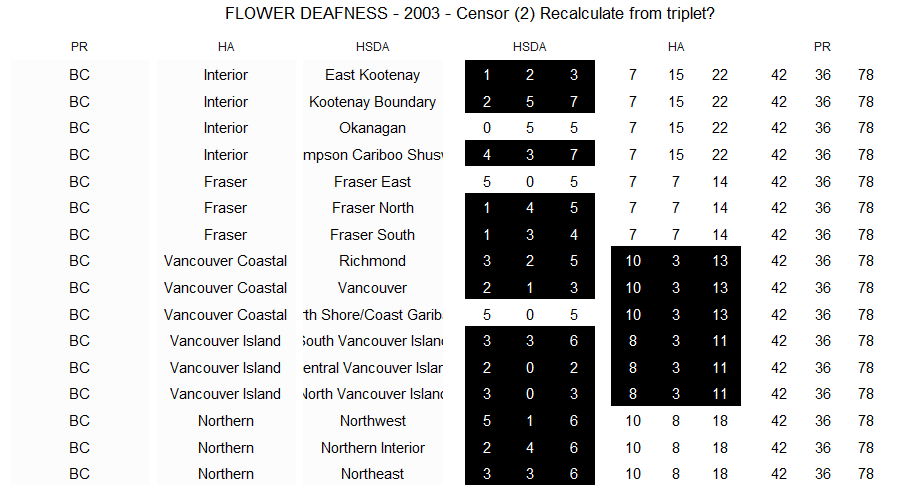 FLOWER DEAFNESS - 2003 - Censor (2) Recalculate from triplet?
PR HA HSDA HSDA HA PR
BC Interior East Kootenay 1 2 3 7 15 22 42 36 78
BC Interior Kootenay Boundary 2 5 7 7 15 22 42 36 78
BC Interior Okanagan 0 5 5 7 15 22 42 36 78
BC Interior mpson Cariboo Shusw 4 3 7 7 15 22 42 36 78
BC Fraser Fraser East 5 0 5 7 7 14 42 36 78
BC Fraser Fraser North 1 4 5 7 7 14 42 36 78
BC Fraser Fraser South 1 3 4 7 7 14 42 36 78
BC Vancouver Coastal Richmond 3 2 5 10 3 13 42 36 78
BC Vancouver Coastal Vancouver 2 1 3 10 3 13 42 36 78
BC Vancouver Coastal rth Shore/Coast Gariba 5 0 5 10 3 13 42 36 78
BC Vancouver Island South Vancouver Island 3 3 6 8 3 11 42 36 78
BC Vancouver Island entral Vancouver Islan 2 0 2 8 3 11 42 36 78
BC Vancouver Island North Vancouver Island 3 0 3 8 3 11 42 36 78
BC Northern Northwest 5 1 6 10 8 18 42 36 78
BC Northern Northern Interior 2 4 6 10 8 18 42 36 78
BC Northern Northeast 3 3 6 10 8 18 42 36 78